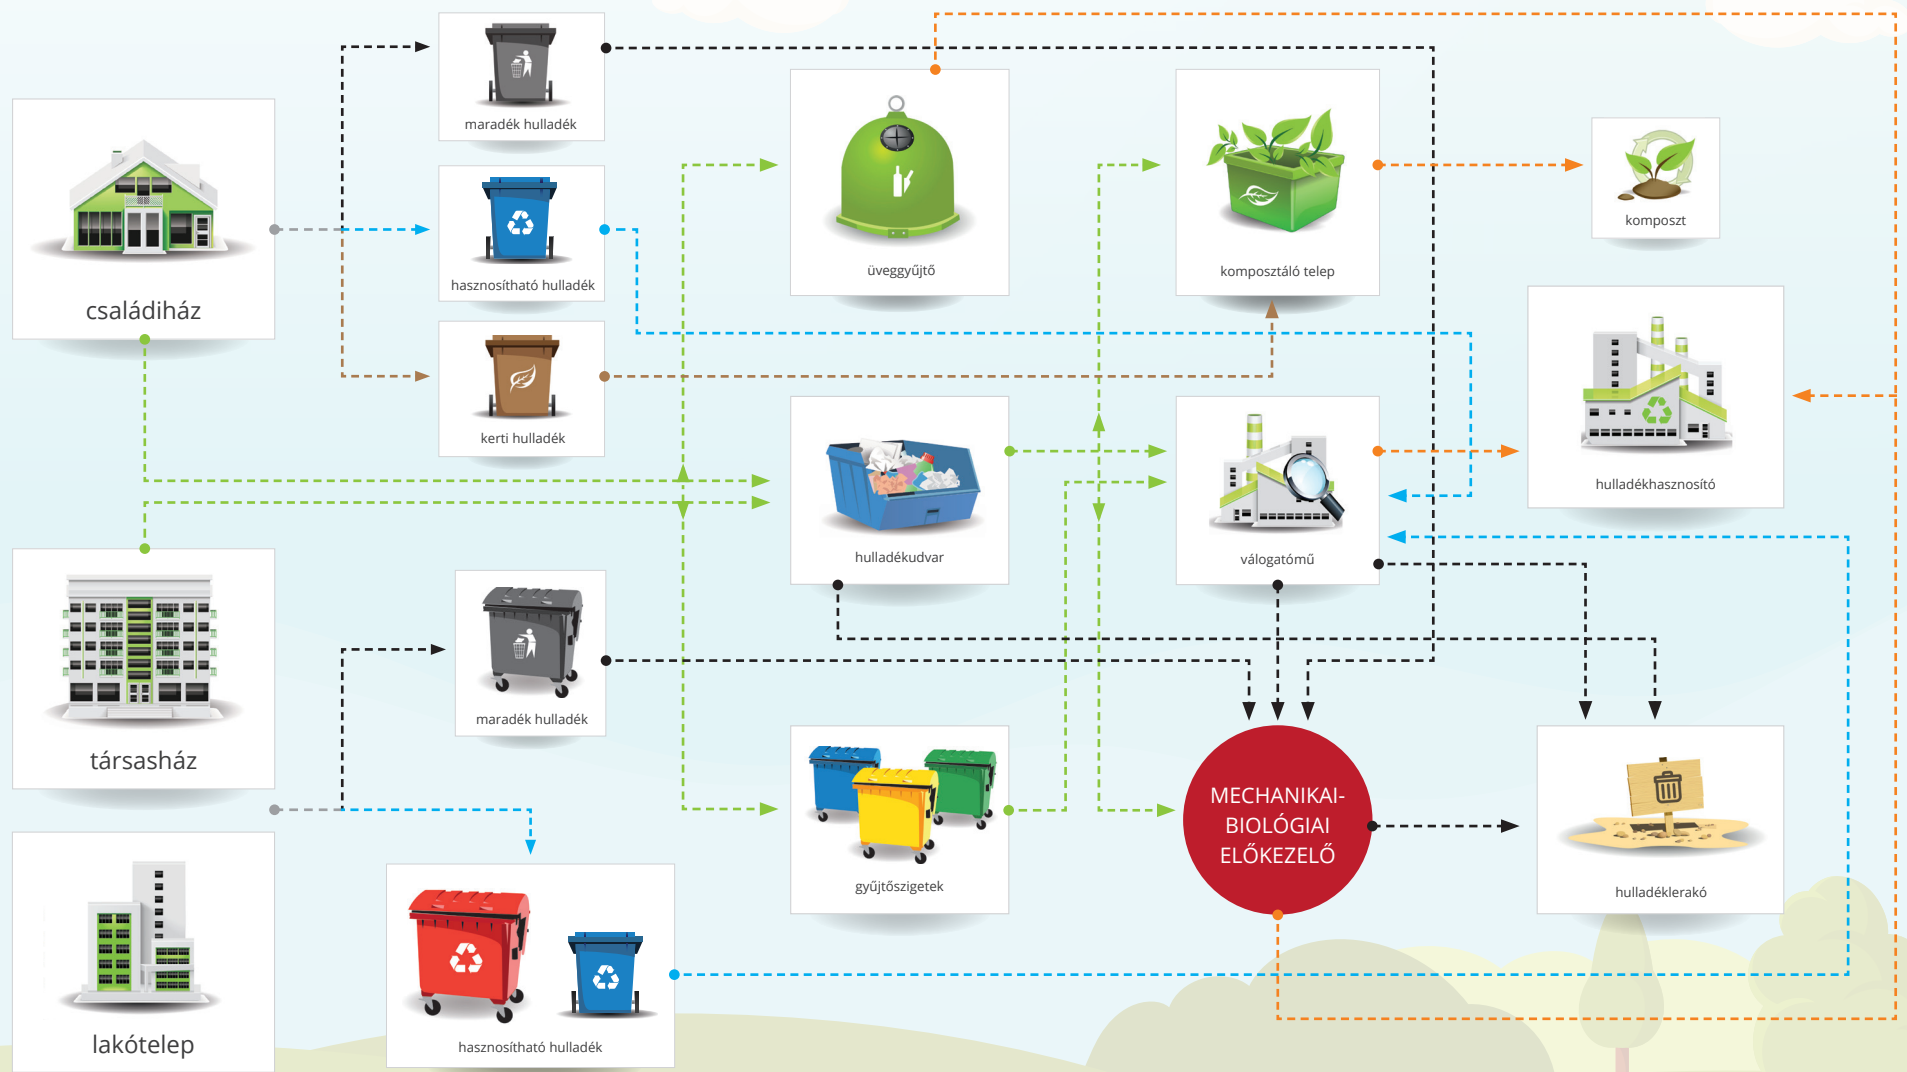 maradék hulladék
családiház
hasznosítható hulladék
kerti hulladék
üveggyűjtő
komposztáló telep
komposzt
hulladékhasznosító
hulladékudvar
válogatómű
társasház
maradék hulladék
gyűjtőszigetek
MECHANIKAI-
BIOLÓGIAI
ELŐKEZELŐ
hulladéklerakó
lakótelep
hasznosítható hulladék